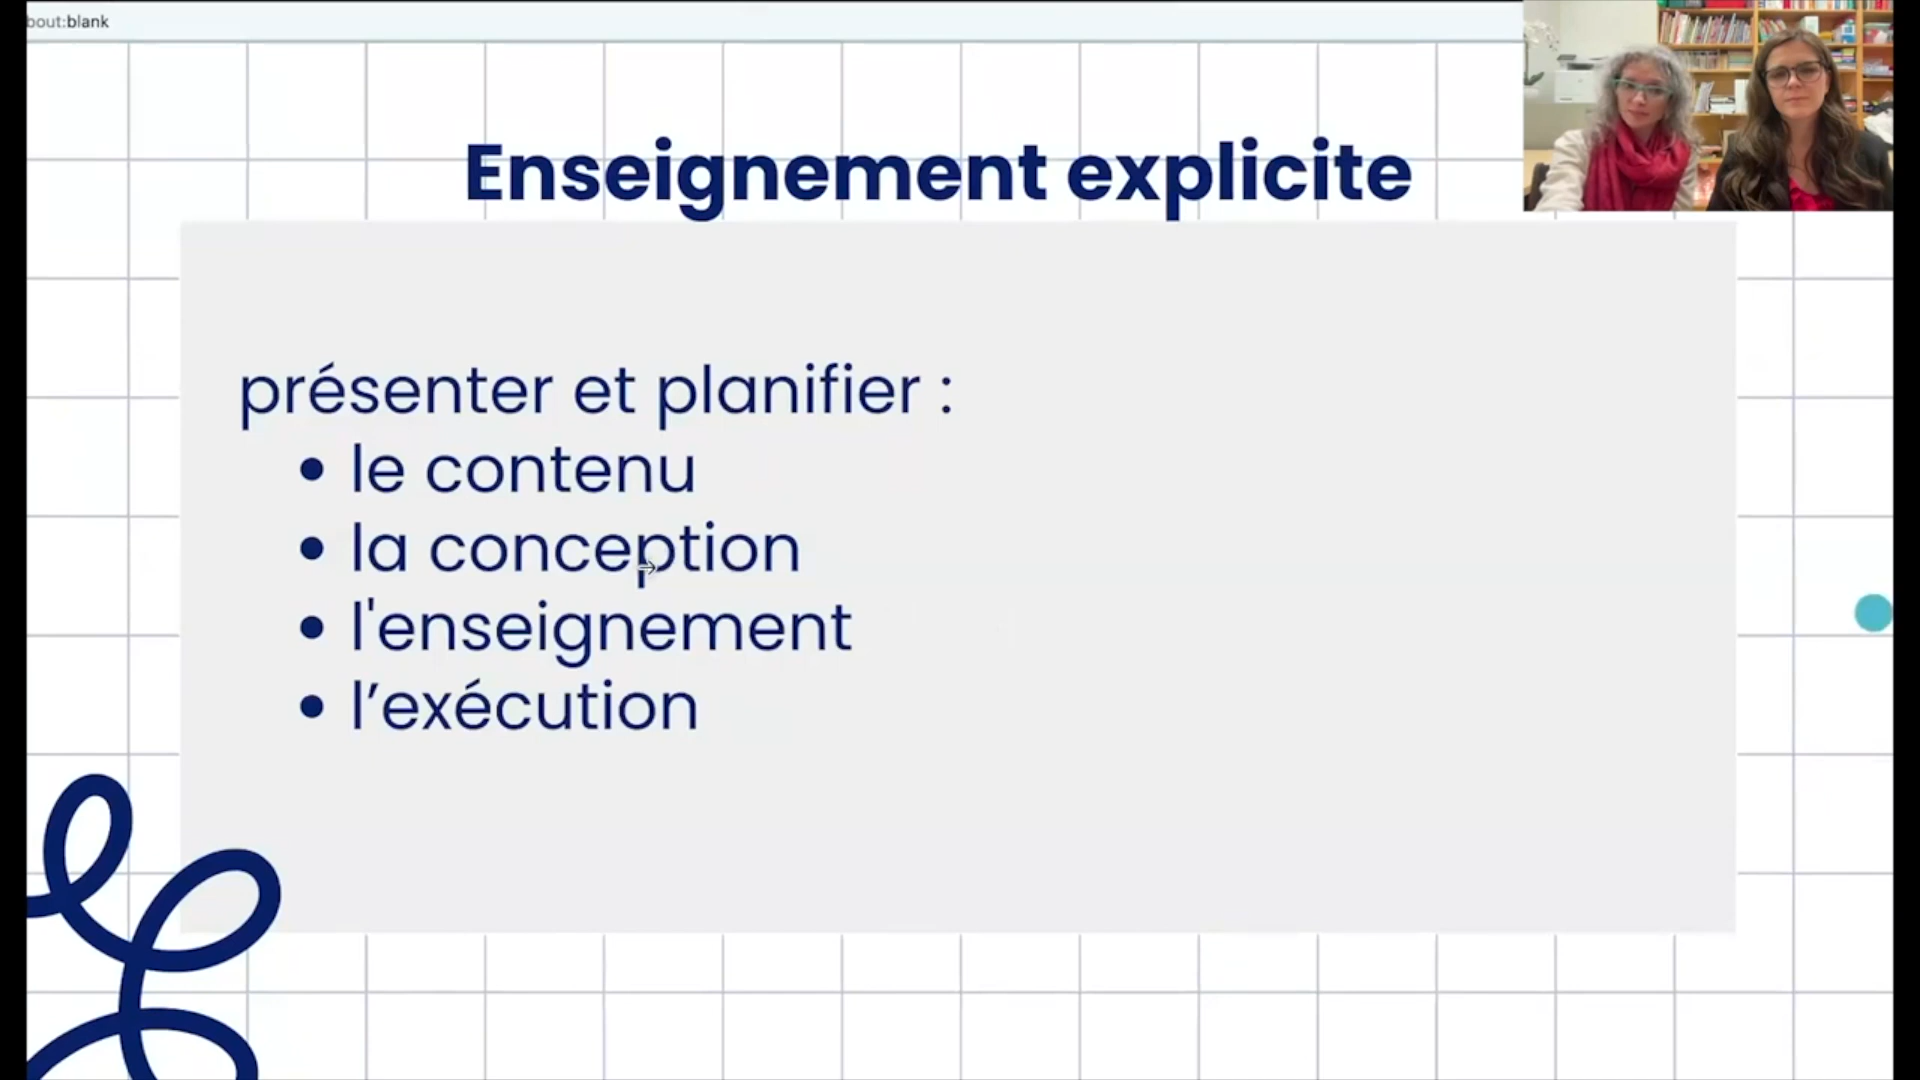 bout:blank
Enseignement explicite
présenter et planifier :
• le contenu
• la conception
• l'enseignement
• l’exécution